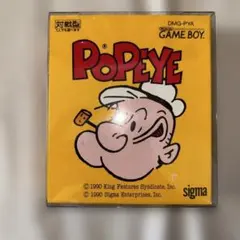 DMG-PYA
GAME BOY
POPEYE
© 1990 King Features Syndicate, Inc.
© 1990 Sigma Enterprises, Inc.
sigma